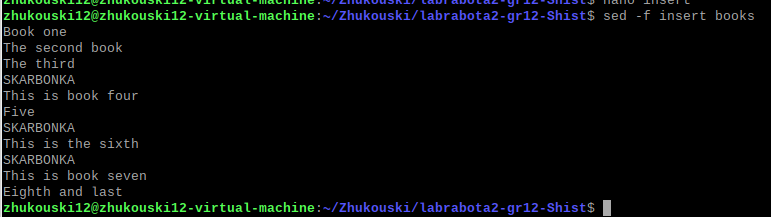 zhukouski12@zhukouski12-virtual-machine:~/Zhukouski/labrabota2-gr12-Shist$ nano insert
zhukouski12@zhukouski12-virtual-machine:~/Zhukouski/labrabota2-gr12-Shist$ sed -f insert books
Book one
The second book
The third
SKARBONKA
This is book four
Five
SKARBONKA
This is the sixth
SKARBONKA
This is book seven
Eighth and last
zhukouski12@zhukouski12-virtual-machine:~/Zhukouski/labrabota2-gr12-Shist$